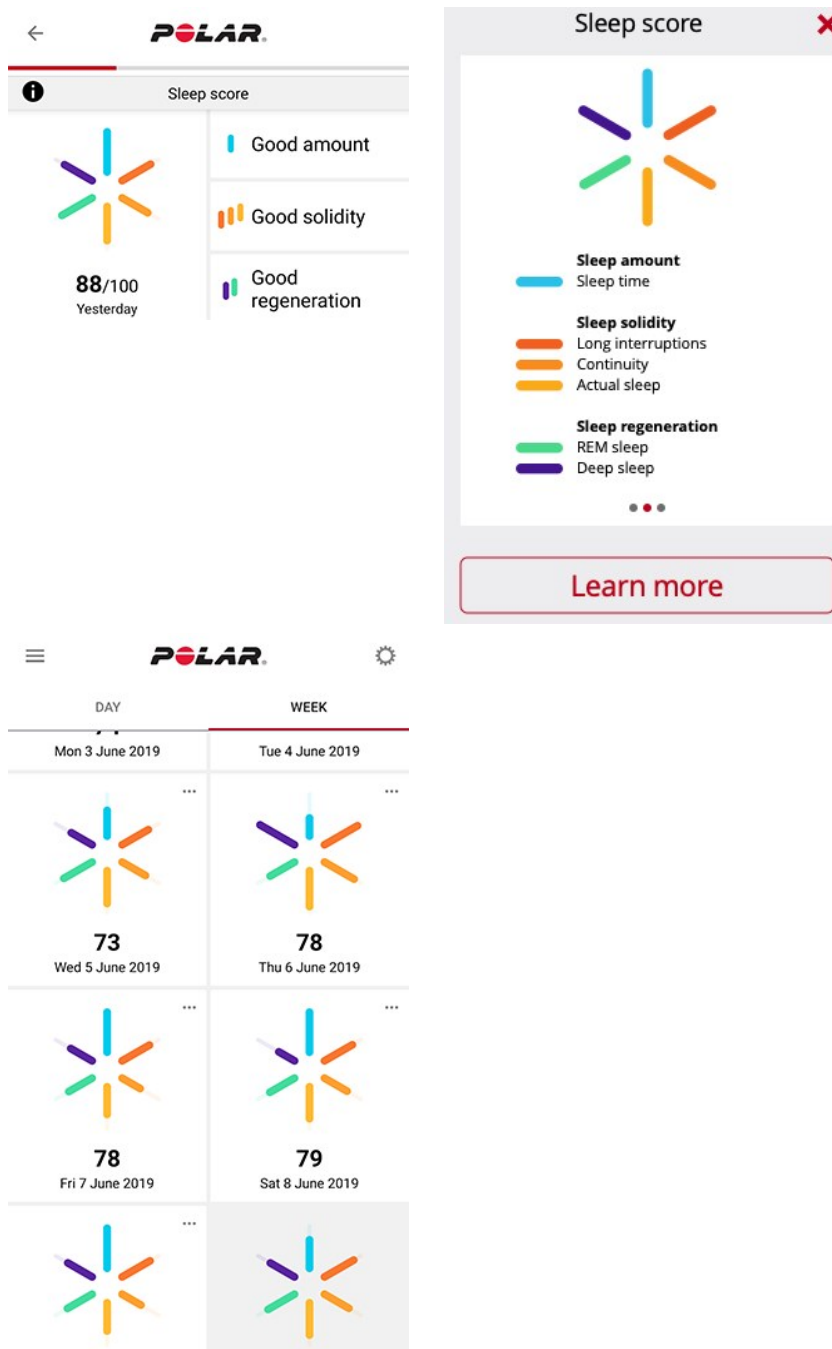 POLAR
Sleep score
Good amount
Good solidity
Good
regeneration
88/100
Yesterday
Sleep score
Sleep amount
Sleep time
Sleep solidity
Long interruptions
Continuity
Actual sleep
Sleep regeneration
REM sleep
Deep sleep
Learn more
POLAR
DAY
WEEK
Mon 3 June 2019
Tue 4 June 2019
73
Wed 5 June 2019
78
Thu 6 June 2019
78
Fri 7 June 2019
79
Sat 8 June 2019